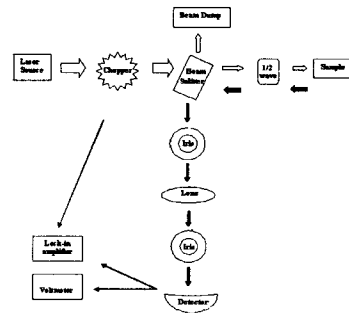 Beam Dump
Laser
Source
Chopper
Beam
Splitter
1/2
wave
Sample
Iris
Lens
Iris
Lock-in
amplifier
Voltmeter
Detector